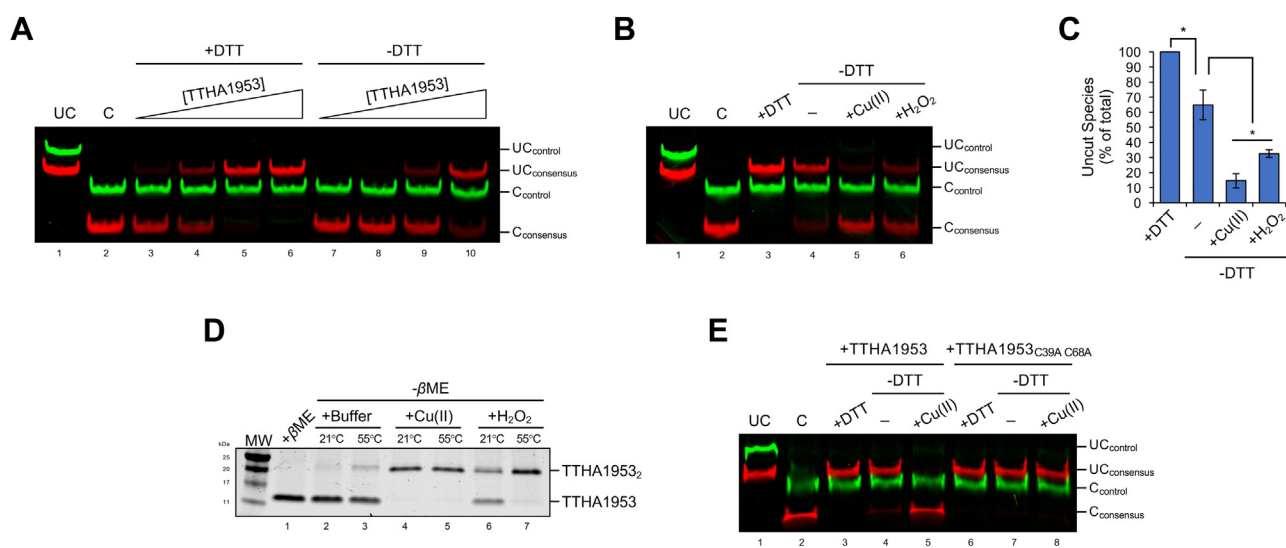 A
+DTT
-DTT
[TTHA1953]
[TTHA1953]
UC
C
UCcontrol
UCconsensus
Ccontrol
Cconsensus
1 2 3 4 5 6 7 8 9 10
B
-DTT
UC
C
+DTT
–
+Cu(II)
+H₂O₂
UCcontrol
UCconsensus
Ccontrol
Cconsensus
1 2 3 4 5 6
C
*
*
Uncut Species
(% of total)
100
90
80
70
60
50
40
30
20
10
0
+DTT
–
+Cu(II)
+H₂O₂
-DTT
D
-βME
+Buffer +Cu(II) +H₂O₂
MW
+βME
21°C 55°C 21°C 55°C 21°C 55°C
kDa
25
20
17
11
TTHA1953₂
TTHA1953
1 2 3 4 5 6 7
E
+TTHA1953 +TTHA1953C39A C68A
-DTT -DTT
UC
C
+DTT
–
+Cu(II)
+DTT
–
+Cu(II)
UCcontrol
UCconsensus
Ccontrol
Cconsensus
1 2 3 4 5 6 7 8